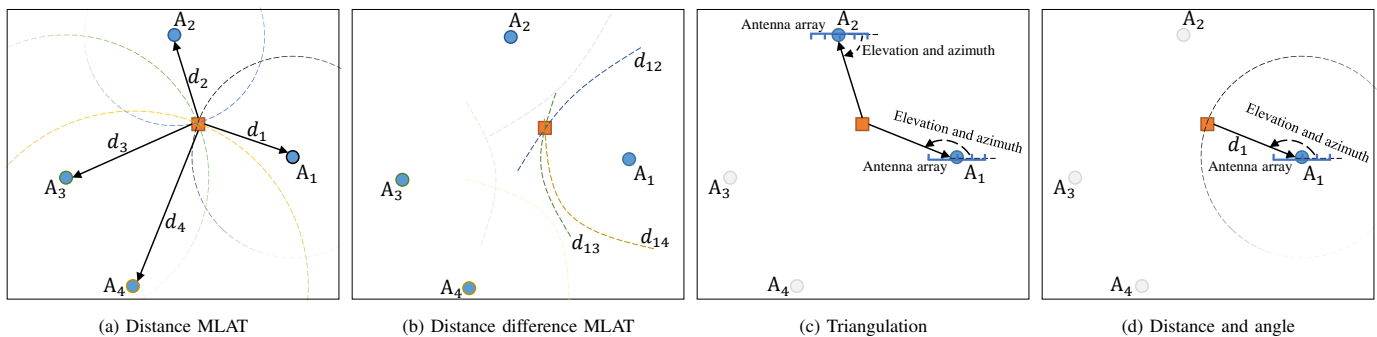 A₂
d₂
d₁
d₃
A₁
A₃
d₄
A₄
(a) Distance MLAT
A₂
d₁₂
A₁
A₃
d₁₃
d₁₄
A₄
(b) Distance difference MLAT
A₂
Antenna array
Elevation and azimuth
Elevation and azimuth
Antenna array
A₁
A₃
A₄
(c) Triangulation
A₂
Elevation and azimuth
d₁
Antenna array
A₁
A₃
A₄
(d) Distance and angle